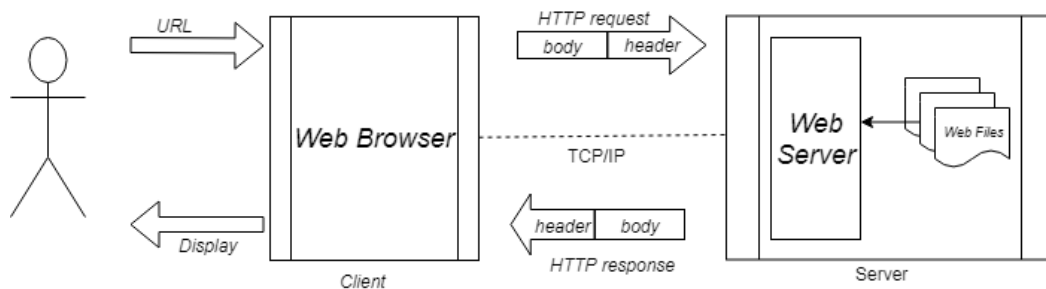 URL
HTTP request
body header
Web Browser
Web
Server
Web Files
TCP/IP
Display
header body
HTTP response
Client
Server